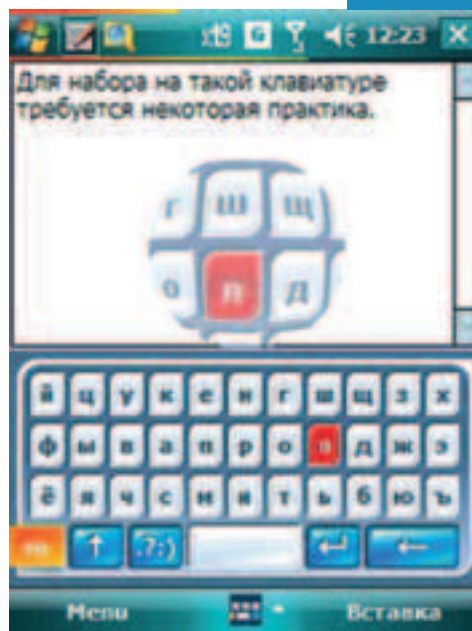 12:23
Для набора на такой клавиатуре
требуется некоторая практика.
г ш щ
о л д
й ц у к е н г ш щ з х
ф ы в а п р о л д ж э
ё я ч с м и т ь б ю ъ
.?:)
Menu Вставка